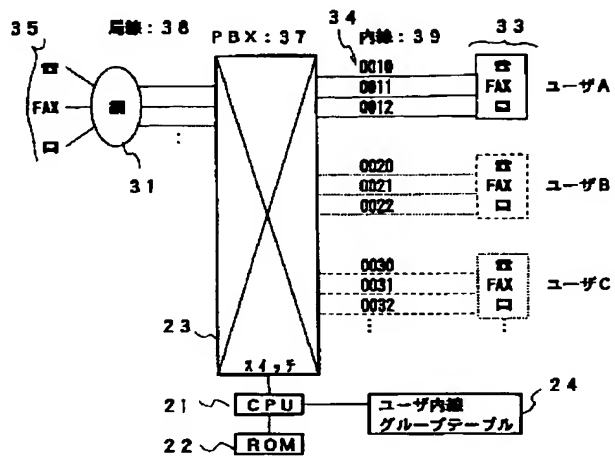 35
局線:38
PBX:37
34
内線:39
33
FAX
網
31
0010
0011
0012
FAX
ユーザA
0020
0021
0022
FAX
ユーザB
0030
0031
0032
FAX
ユーザC
23
スイッチ
21
CPU
22
ROM
ユーザ内線
グループテーブル
24